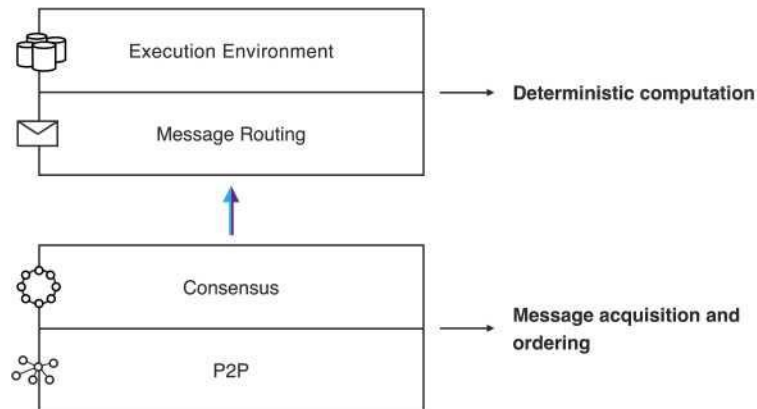 Execution Environment
Deterministic computation
Message Routing
Consensus
Message acquisition and
ordering
P2P